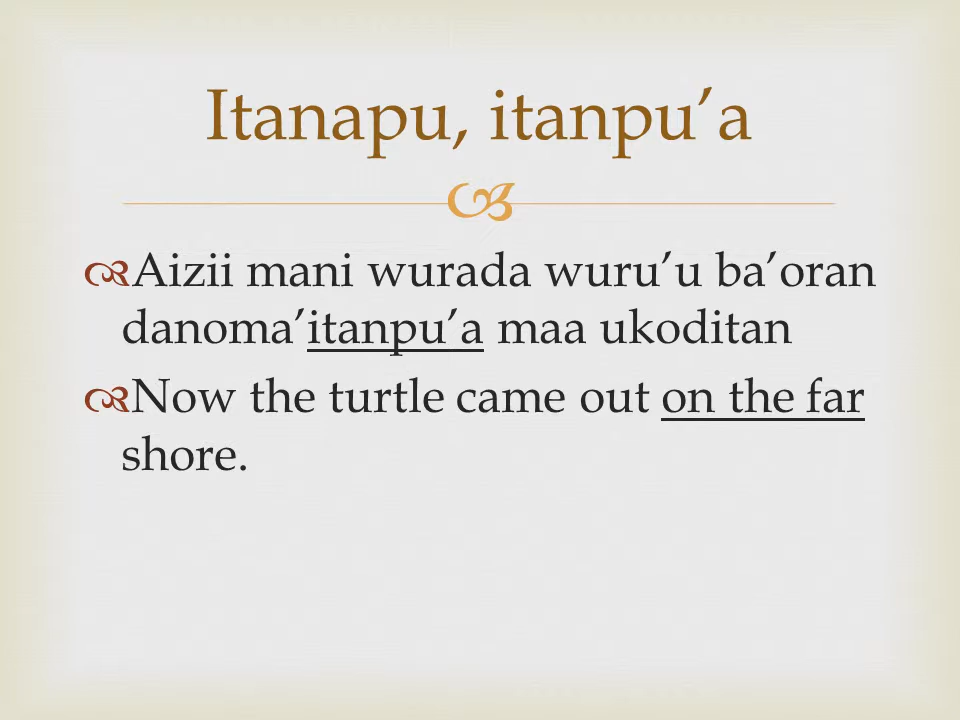 Itanapu, itanpu’a
Aizii mani wurada wuru’u ba’oran
danoma’itanpu’a maa ukoditan
Now the turtle came out on the far
shore.